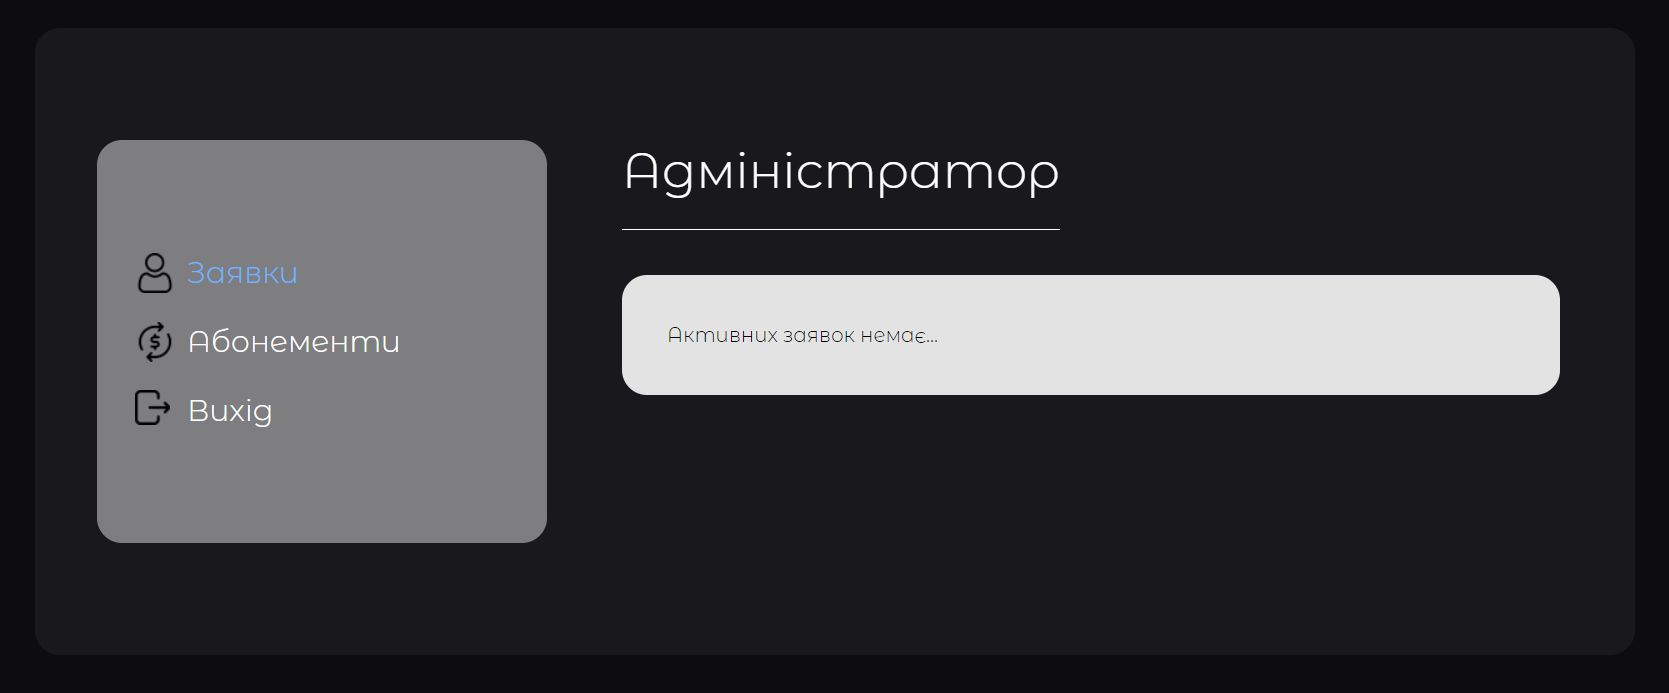 Заявки
Абонементи
Вихід
Адміністратор
Активних заявок немає...